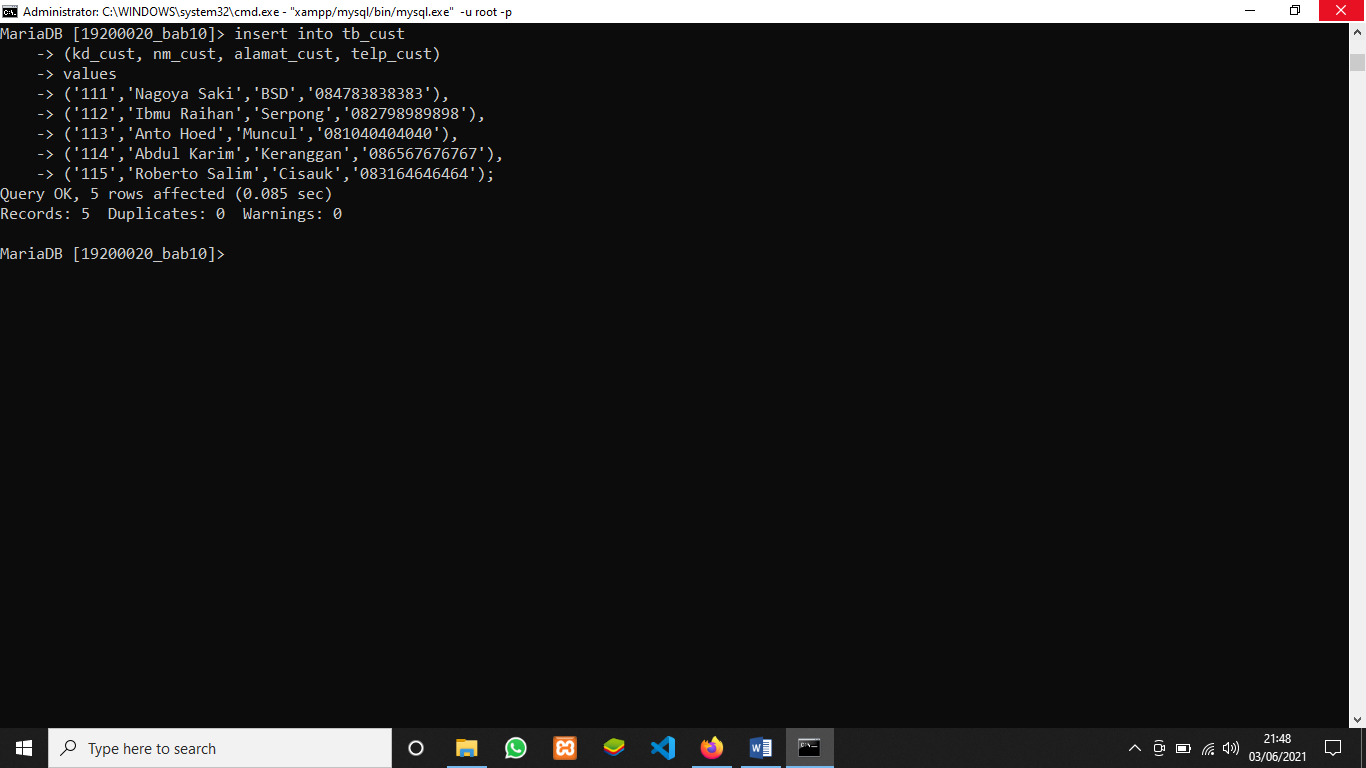 Administrator: C:\WINDOWS\system32\cmd.exe - "xampp/mysql/bin/mysql.exe" -u root -p
MariaDB [19200020_bab10]> insert into tb_cust
    -> (kd_cust, nm_cust, alamat_cust, telp_cust)
    -> values
    -> ('111','Nagoya Saki','BSD','084783838383'),
    -> ('112','Ibmu Raihan','Serpong','082798989898'),
    -> ('113','Anto Hoed','Muncul','081040404040'),
    -> ('114','Abdul Karim','Keranggan','086567676767'),
    -> ('115','Roberto Salim','Cisauk','083164646464');
Query OK, 5 rows affected (0.085 sec)
Records: 5  Duplicates: 0  Warnings: 0
MariaDB [19200020_bab10]>
Type here to search
21:48
03/06/2021